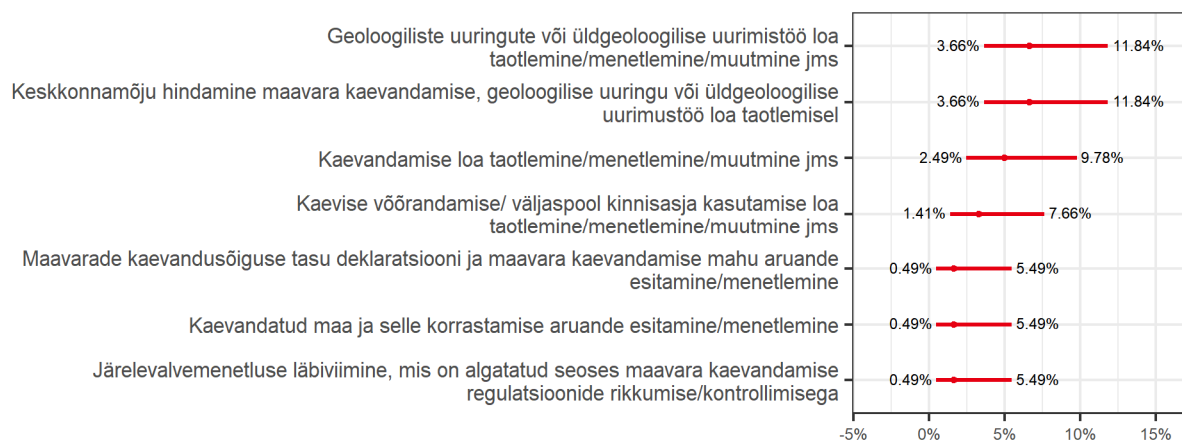 Geoloogiliste uuringute või üldgeoloogilise uurimistöö loa
taotlemine/menetlemine/muutmine jms
3.66% 11.84%
Keskkonnamõju hindamine maavara kaevandamise, geoloogilise uuringu või üldgeoloogilise
uurimustöö loa taotlemisel
3.66% 11.84%
Kaevandamise loa taotlemine/menetlemine/muutmine jms
2.49% 9.78%
Kaevise võõrandamise/ väljaspool kinnisasja kasutamise loa
taotlemine/menetlemine/muutmine jms
1.41% 7.66%
Maavarade kaevandusõiguse tasu deklaratsiooni ja maavara kaevandamise mahu aruande
esitamine/menetlemine
0.49% 5.49%
Kaevandatud maa ja selle korrastamise aruande esitamine/menetlemine
0.49% 5.49%
Järelevalvemenetluse läbiviimine, mis on algatatud seoses maavara kaevandamise
regulatsioonide rikkumise/kontrollimisega
0.49% 5.49%
-5% 0% 5% 10% 15%